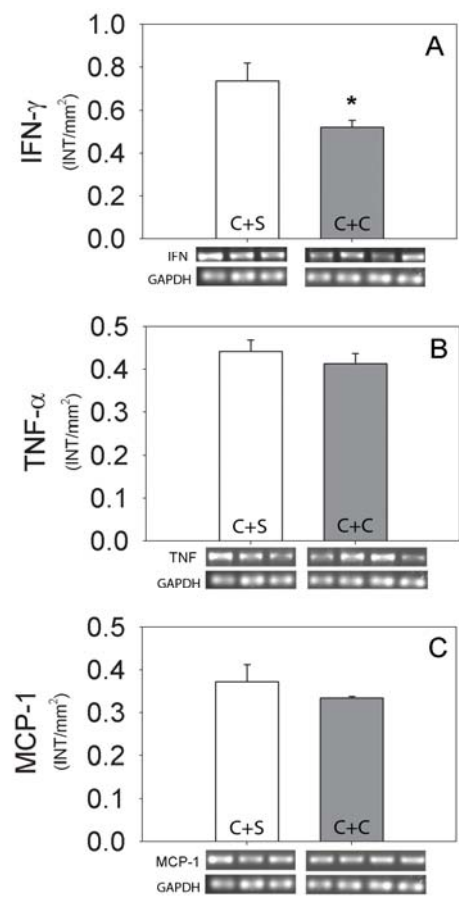 A
IFN-γ
(INT/mm²)
1.0
0.8
0.6
0.4
0.2
0.0
*
C+S
C+C
IFN
GAPDH
B
TNF-α
(INT/mm²)
0.5
0.4
0.3
0.2
0.1
0.0
C+S
C+C
TNF
GAPDH
C
MCP-1
(INT/mm²)
0.5
0.4
0.3
0.2
0.1
0.0
C+S
C+C
MCP-1
GAPDH